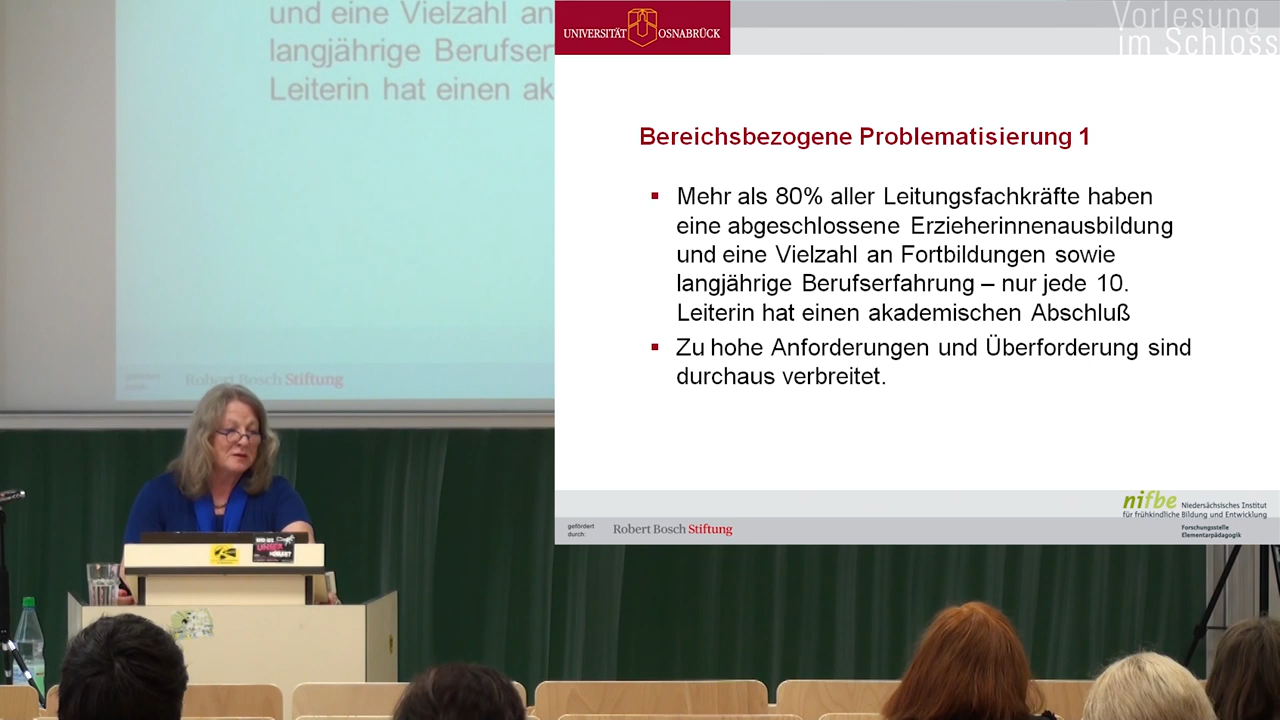 und eine Vielzahl an
langjährige Berufser
Leiterin hat einen ak
Robert Bosch Stiftung
UNIVERSITÄT OSNABRÜCK
Vorlesung
im Schloss
Bereichsbezogene Problematisierung 1
▪ Mehr als 80% aller Leitungsfachkräfte haben
eine abgeschlossene Erzieherinnenausbildung
und eine Vielzahl an Fortbildungen sowie
langjährige Berufserfahrung – nur jede 10.
Leiterin hat einen akademischen Abschluß
▪ Zu hohe Anforderungen und Überforderung sind
durchaus verbreitet.
gefördert
durch:
Robert Bosch Stiftung
nifbe Niedersächsisches Institut
für frühkindliche Bildung und Entwicklung
Forschungsstelle
Elementarpädagogik